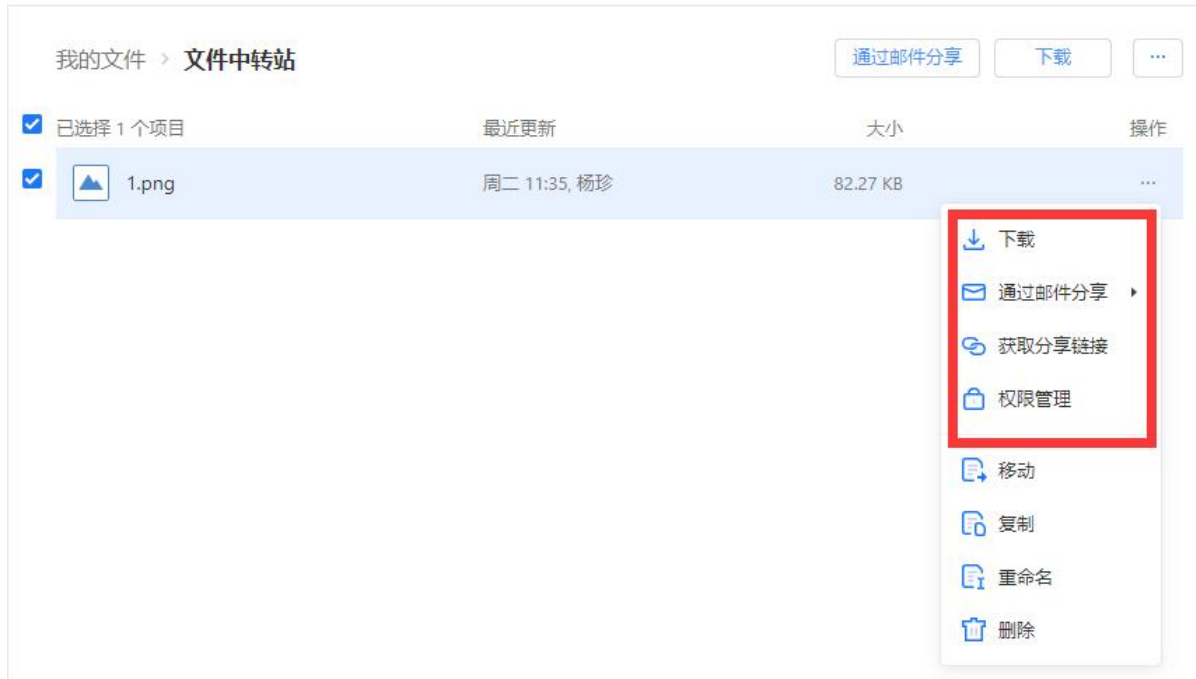 我的文件 > 文件中转站 通过邮件分享 下载 ...
已选择 1 个项目 最近更新 大小 操作
1.png 周二 11:35, 杨珍 82.27 KB ...
下载
通过邮件分享
获取分享链接
权限管理
移动
复制
重命名
删除